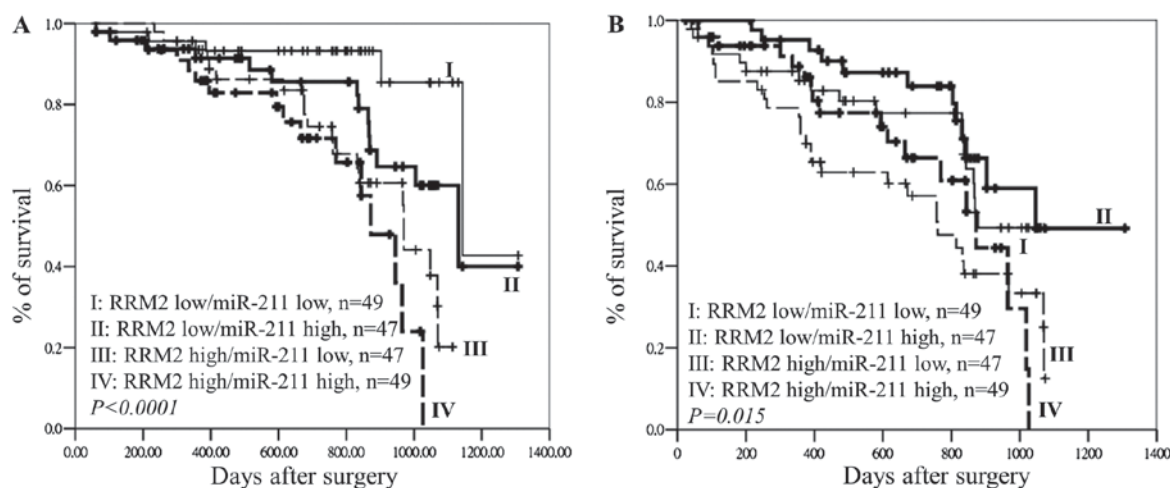 A
% of survival
1.0
0.8
0.6
0.4
0.2
0.0
I
II
III
IV
I: RRM2 low/miR-211 low, n=49
II: RRM2 low/miR-211 high, n=47
III: RRM2 high/miR-211 low, n=47
IV: RRM2 high/miR-211 high, n=49
P<0.0001
0.00 200.00 400.00 600.00 800.00 1000.00 1200.00 1400.00
Days after surgery
B
% of survival
1.0
0.8
0.6
0.4
0.2
0.0
II
I
III
IV
I: RRM2 low/miR-211 low, n=49
II: RRM2 low/miR-211 high, n=47
III: RRM2 high/miR-211 low, n=47
IV: RRM2 high/miR-211 high, n=49
P=0.015
0 200 400 600 800 1000 1200 1400
Days after surgery